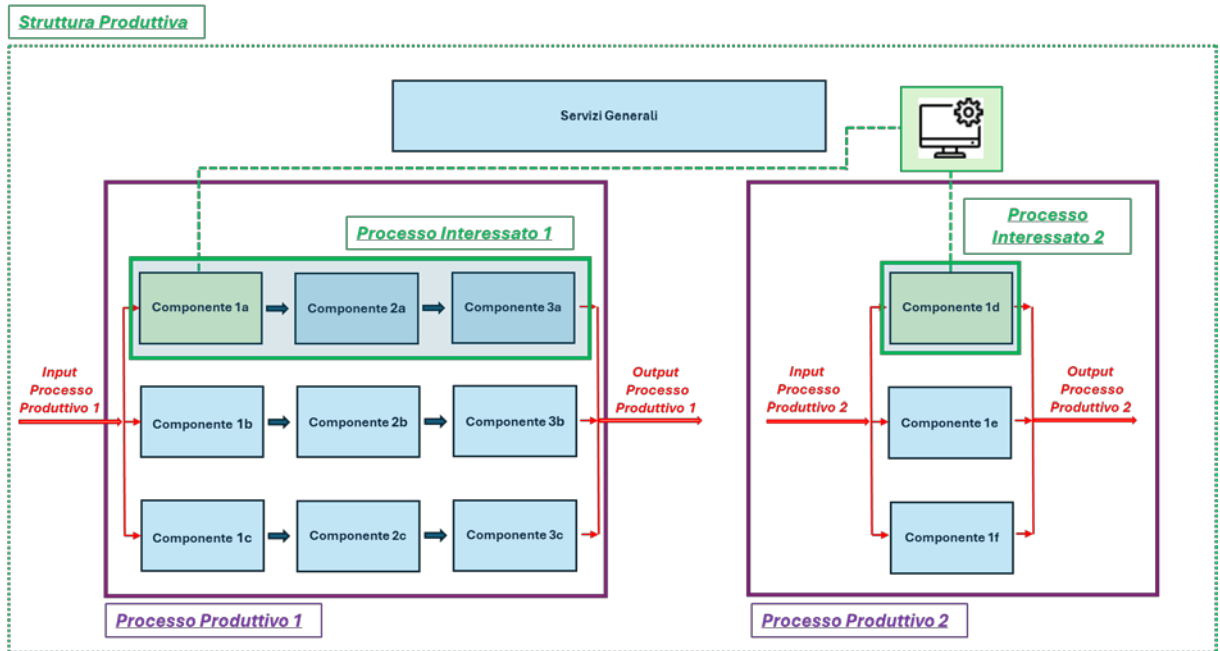 Struttura Produttiva
Servizi Generali
Processo Interessato 1
Processo
Interessato 2
Componente 1a
Componente 2a
Componente 3a
Componente 1d
Input
Processo
Produttivo 1
Output
Processo
Produttivo 1
Input
Processo
Produttivo 2
Output
Processo
Produttivo 2
Componente 1b
Componente 2b
Componente 3b
Componente 1e
Componente 1c
Componente 2c
Componente 3c
Componente 1f
Processo Produttivo 1
Processo Produttivo 2